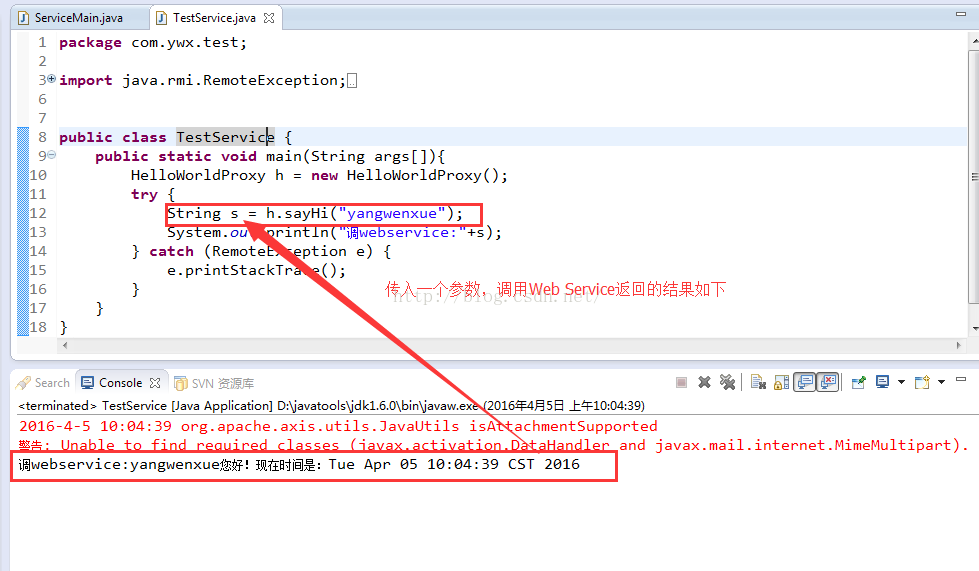 ServiceMain.java TestService.java
1 package com.ywx.test;
2
3 import java.rmi.RemoteException;
6
7
8 public class TestService {
9 public static void main(String args[]){
10 HelloWorldProxy h = new HelloWorldProxy();
11 try {
12 String s = h.sayHi("yangwenxue");
13 System.ou println("调webservice:"+s);
14 } catch (RemoteException e) {
15 e.printStackTrace();
16 }
传入一个参数，调用Web Service返回的结果如下
http://blog.csdn.net/
17 }
18 }
Search Console SVN 资源库
<terminated> TestService [Java Application] D:\javatools\jdk1.6.0\bin\javaw.exe (2016年4月5日 上午10:04:39)
2016-4-5 10:04:39 org.apache.axis.utils.JavaUtils isAttachmentSupported
警告: Unable to find required classes (javax.activation.DataHandler and javax.mail.internet.MimeMultipart).
调webservice:yangwenxue您好！现在时间是：Tue Apr 05 10:04:39 CST 2016